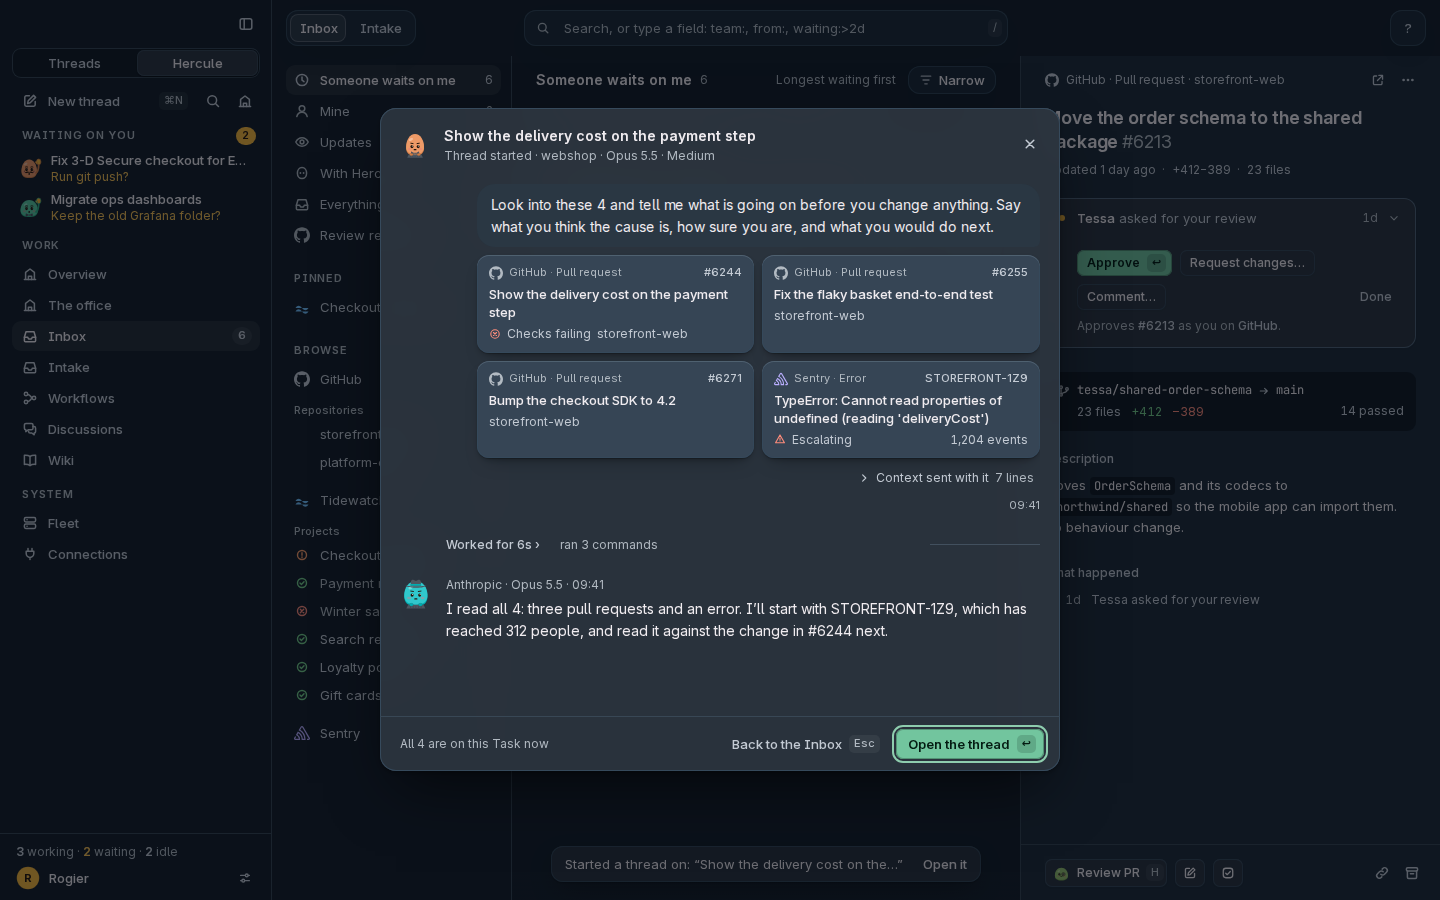 Threads
Hercule
New thread
⌘N
WAITING ON YOU
2
Fix 3-D Secure checkout for E…
Run git push?
Migrate ops dashboards
Keep the old Grafana folder?
WORK
Overview
The office
Inbox
6
Intake
Workflows
Discussions
Wiki
SYSTEM
Fleet
Connections
3 working · 2 waiting · 2 idle
R
Rogier
Inbox
Intake
Search, or type a field: team:, from:, waiting:>2d
/
?
Someone waits on me
6
Mine
Updates
With Herc
Everything
Review re
PINNED
Checkout
BROWSE
GitHub
Repositories
storefront
platform-
Tidewatc
Projects
Checkout
Payment
Winter sa
Search re
Loyalty po
Gift cards
Sentry
Someone waits on me
6
Longest waiting first
Narrow
Show the delivery cost on the payment step
Thread started · webshop · Opus 5.5 · Medium
Look into these 4 and tell me what is going on before you change anything. Say
what you think the cause is, how sure you are, and what you would do next.
GitHub · Pull request
#6244
Show the delivery cost on the payment
step
Checks failing
storefront-web
GitHub · Pull request
#6255
Fix the flaky basket end-to-end test
storefront-web
GitHub · Pull request
#6271
Bump the checkout SDK to 4.2
storefront-web
Sentry · Error
STOREFRONT-1Z9
TypeError: Cannot read properties of
undefined (reading 'deliveryCost')
Escalating
1,204 events
Context sent with it 7 lines
09:41
Worked for 6s ›
ran 3 commands
Anthropic · Opus 5.5 · 09:41
I read all 4: three pull requests and an error. I’ll start with STOREFRONT-1Z9, which has
reached 312 people, and read it against the change in #6244 next.
All 4 are on this Task now
Back to the Inbox
Esc
Open the thread
Started a thread on: “Show the delivery cost on the…”
Open it
GitHub · Pull request · storefront-web
ove the order schema to the shared
ackage #6213
dated 1 day ago · +412−389 · 23 files
Tessa asked for your review
1d
Approve
Request changes…
Comment…
Done
Approves #6213 as you on GitHub.
tessa/shared-order-schema → main
23 files +412 −389
14 passed
scription
oves OrderSchema and its codecs to
northwind/shared so the mobile app can import them.
behaviour change.
hat happened
1d Tessa asked for your review
Review PR
H